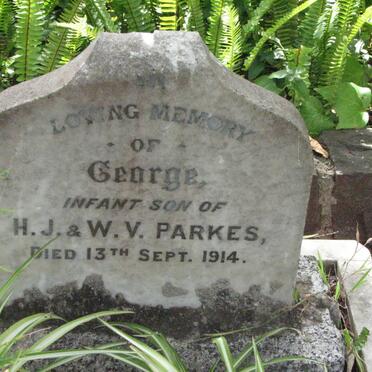 IN
LOVING MEMORY
· OF ·
George,
INFANT SON OF
H.J. & W.V. PARKES,
DIED 13TH SEPT. 1914.